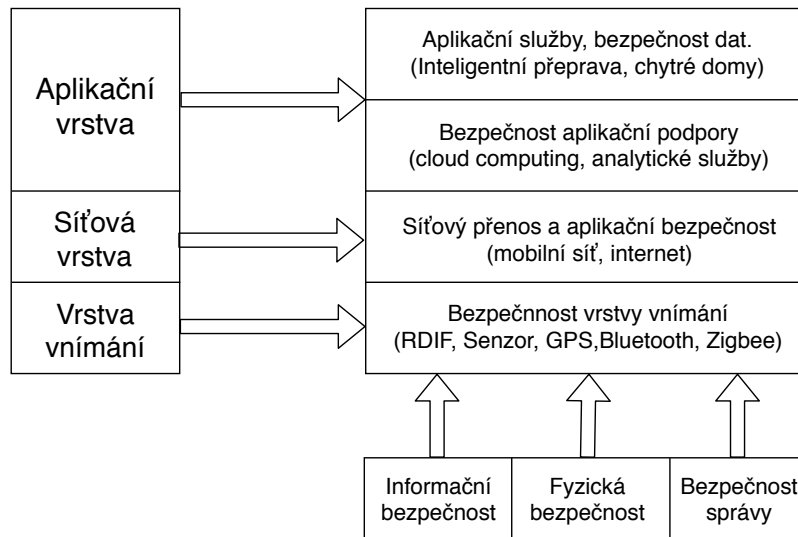 Aplikační
vrstva
Síťová
vrstva
Vrstva
vnímání
Aplikační služby, bezpečnost dat.
(Inteligentní přeprava, chytré domy)
Bezpečnost aplikační podpory
(cloud computing, analytické služby)
Síťový přenos a aplikační bezpečnost
(mobilní síť, internet)
Bezpečnnost vrstvy vnímání
(RDIF, Senzor, GPS,Bluetooth, Zigbee)
Informační
bezpečnost
Fyzická
bezpečnost
Bezpečnost
správy